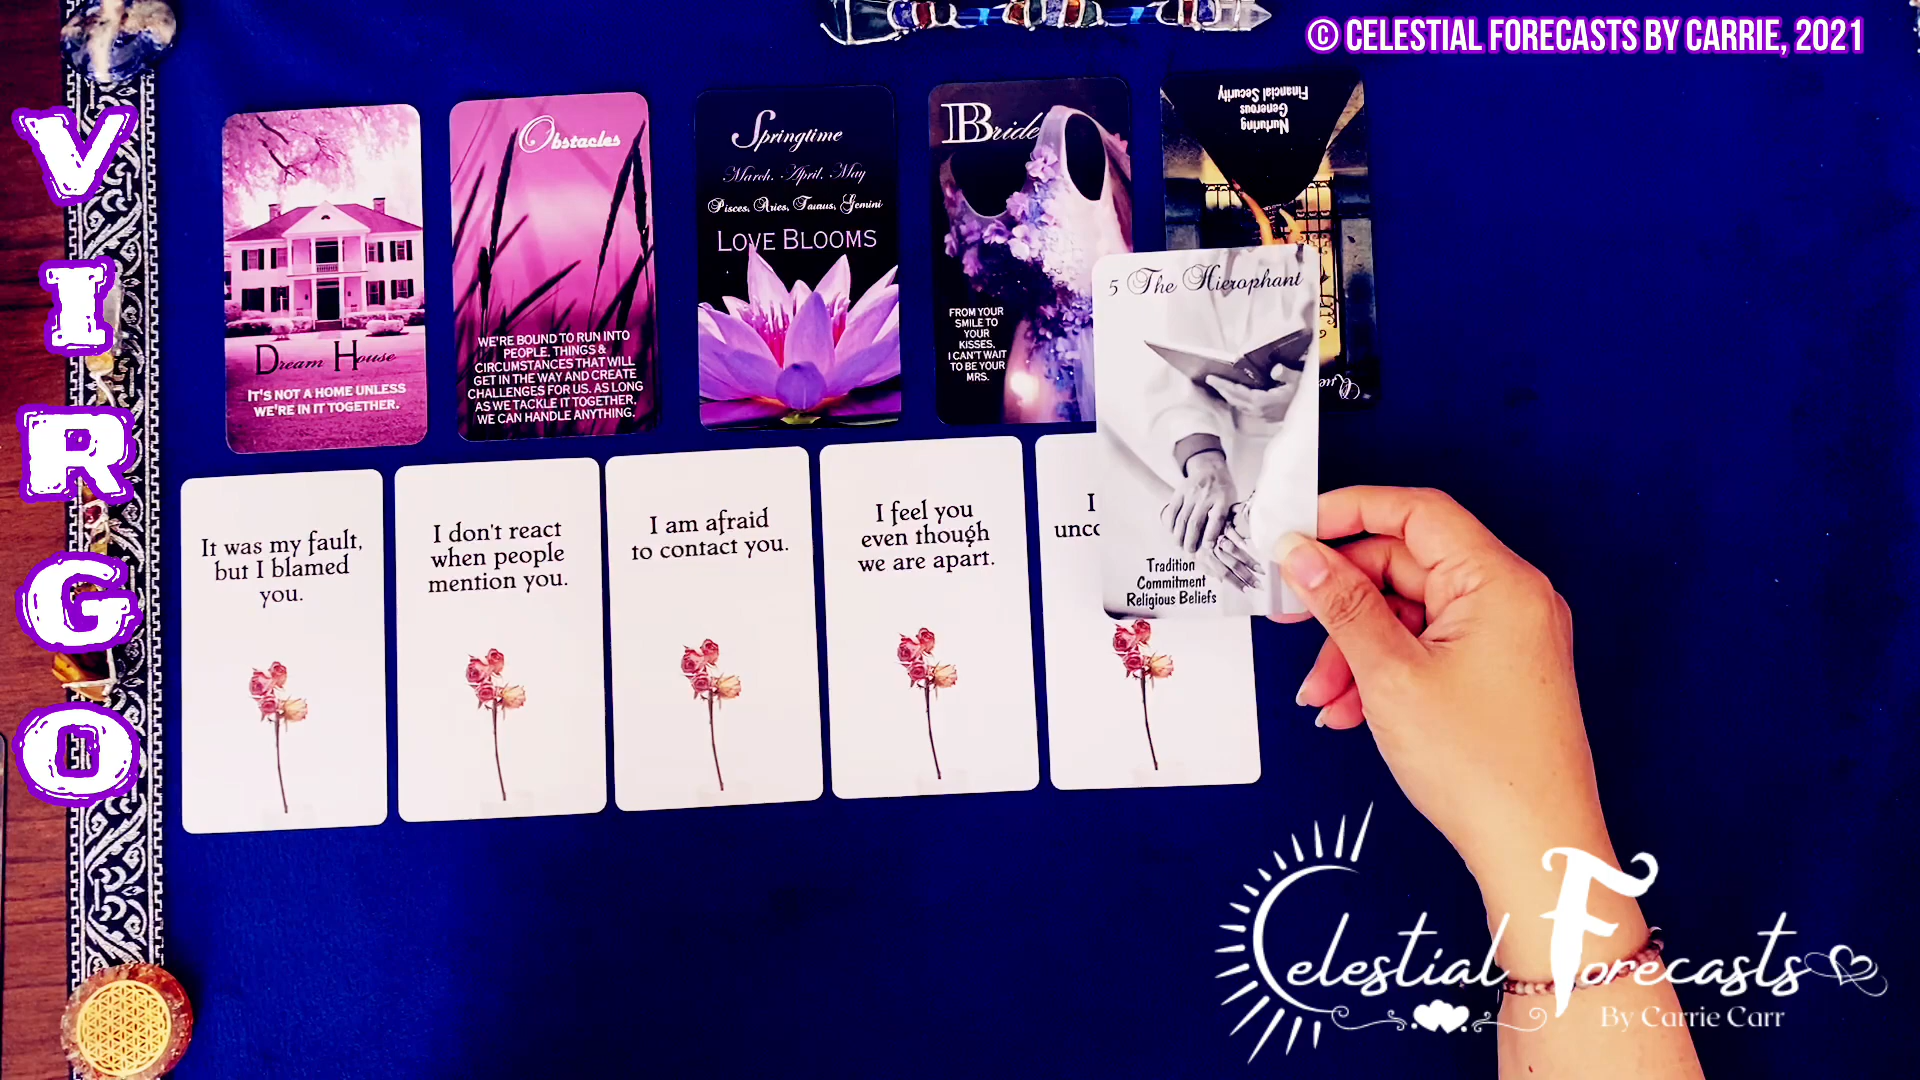 © CELESTIAL FORECASTS BY CARRIE, 2021
VIRGO
Dream House
IT'S NOT A HOME UNLESS
WE'RE IN IT TOGETHER.
Obstacles
WE'RE BOUND TO RUN INTO
PEOPLE, THINGS &
CIRCUMSTANCES THAT WILL
GET IN THE WAY AND CREATE
CHALLENGES FOR US. AS LONG
AS WE TACKLE IT TOGETHER,
WE CAN HANDLE ANYTHING.
Springtime
March, April, May
Pisces, Aries, Taurus, Gemini
LOVE BLOOMS
Bride
FROM YOUR
SMILE TO
YOUR
KISSES,
I CAN'T WAIT
TO BE YOUR
MRS.
Nurturing
Generous
Financial Security
5 The Hierophant
Tradition
Commitment
Religious Beliefs
It was my fault,
but I blamed
you.
I don't react
when people
mention you.
I am afraid
to contact you.
I feel you
even though
we are apart.
I
Celestial Forecasts
By Carrie Carr